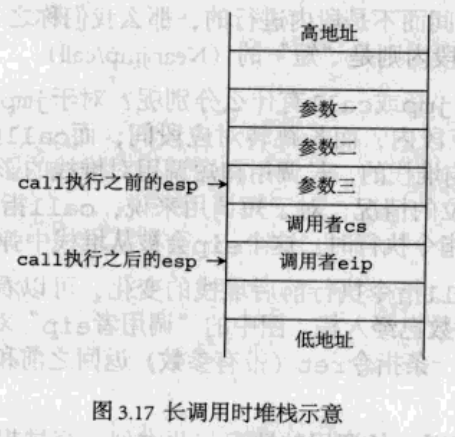 高地址
参数一
参数二
call执行之前的esp
参数三
调用者cs
call执行之后的esp
调用者eip
低地址
图 3.17 长调用时堆栈示意